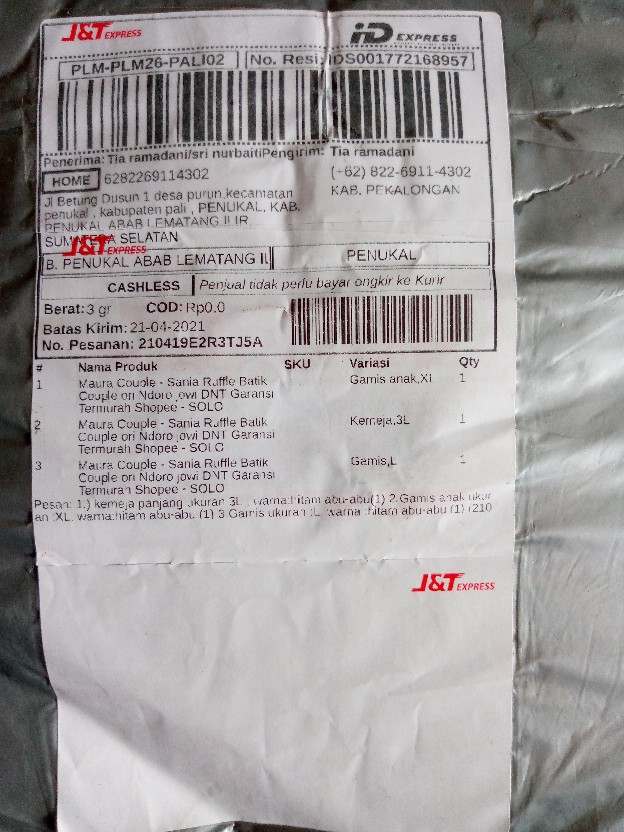 J&T EXPRESS
iD EXPRESS
PLM-PLM26-PALI02
No. Resi: IDS001772168957
Penerima: Tia ramadani/sri nurbaiti Pengirim: Tia ramadani
HOME 6282269114302
(+62) 822-6911-4302
KAB. PEKALONGAN
Jl Betung Dusun 1 desa purun,kecamatan
penukal , kabupaten pali , PENUKAL, KAB.
PENUKAL ABAB LEMATANG ILIR
SUMATERA SELATAN
J&T EXPRESS
B. PENUKAL ABAB LEMATANG IL
PENUKAL
CASHLESS Penjual tidak perlu bayar ongkir ke Kurir
Berat: 3 gr COD: Rp0.0
Batas Kirim: 21-04-2021
No. Pesanan: 210419E2R3TJ5A
# Nama Produk SKU Variasi Qty
1 Maura Couple - Sania Ruffle Batik Gamis anak,Xl 1
Couple ori Ndoro jowi DNT Garansi
Termurah Shopee - SOLO
2 Maura Couple - Sania Ruffle Batik Kemeja,3L 1
Couple ori Ndoro jowi DNT Garansi
Termurah Shopee - SOLO
3 Maura Couple - Sania Ruffle Batik Gamis,L 1
Couple ori Ndoro jowi DNT Garansi
Termurah Shopee - SOLO
Pesan: 1.) kemeja panjang ukuran 3L , warna:hitam abu-abu(1) 2.Gamis anak ukur
an :XL, warna:hitam abu-abu (1) 3.Gamis ukuran :L warna :hitam abu-abu (1) (210
J&T EXPRESS